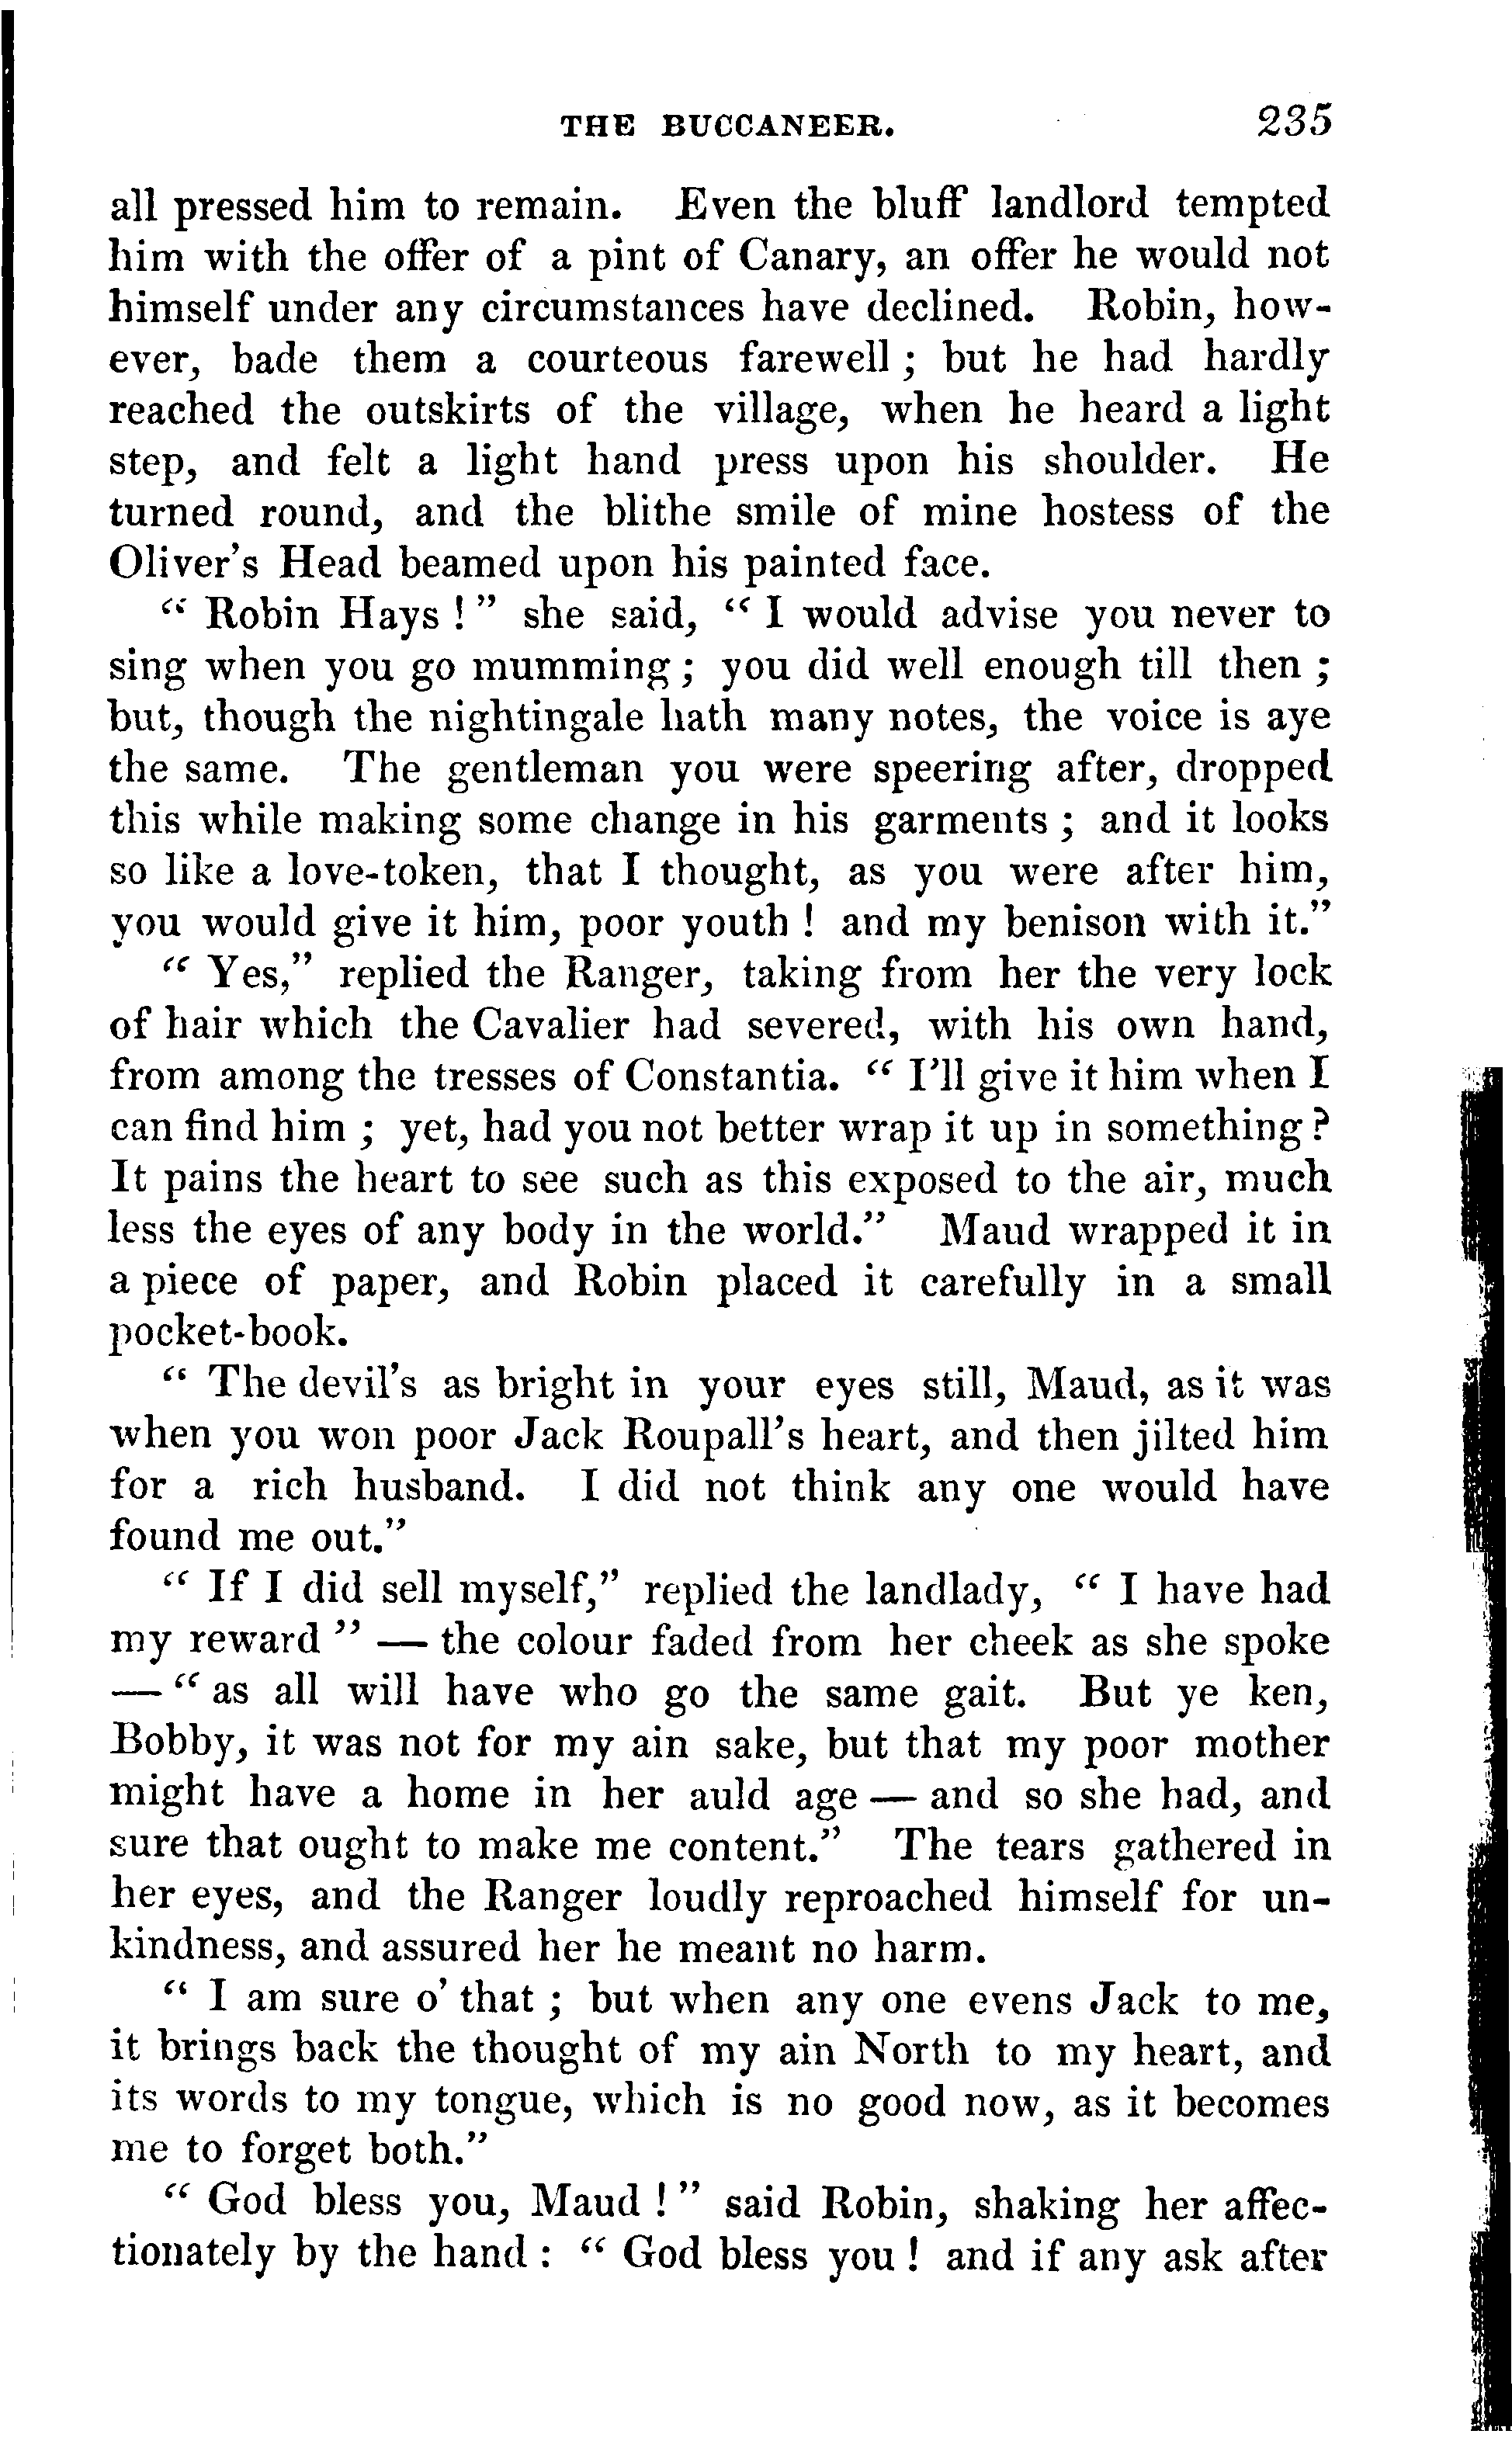 THE BUCCANEER. 235
all pressed him to remain. Even the bluff landlord tempted
him with the offer of a pint of Canary, an offer he would not
himself under any circumstances have declined. Robin, how-
ever, bade them a courteous farewell ; but he had hardly
reached the outskirts of the village, when he heard a light
step, and felt a light hand press upon his shoulder. He
turned round, and the blithe smile of mine hostess of the
Oliver's Head beamed upon his painted face.
“ Robin Hays ! ” she said, “ I would advise you never to
sing when you go mumming ; you did well enough till then ;
but, though the nightingale hath many notes, the voice is aye
the same. The gentleman you were speering after, dropped
this while making some change in his garments ; and it looks
so like a love-token, that I thought, as you were after him,
you would give it him, poor youth ! and my benison with it.”
“ Yes,” replied the Ranger, taking from her the very lock
of hair which the Cavalier had severed, with his own hand,
from among the tresses of Constantia. “ I'll give it him when I
can find him ; yet, had you not better wrap it up in something ?
It pains the heart to see such as this exposed to the air, much
less the eyes of any body in the world.” Maud wrapped it in
a piece of paper, and Robin placed it carefully in a small
pocket-book.
“ The devil's as bright in your eyes still, Maud, as it was
when you won poor Jack Roupall's heart, and then jilted him
for a rich husband. I did not think any one would have
found me out.”
“ If I did sell myself,” replied the landlady, “ I have had
my reward ” — the colour faded from her cheek as she spoke
— “ as all will have who go the same gait. But ye ken,
Bobby, it was not for my ain sake, but that my poor mother
might have a home in her auld age — and so she had, and
sure that ought to make me content.” The tears gathered in
her eyes, and the Ranger loudly reproached himself for un-
kindness, and assured her he meant no harm.
“ I am sure o' that ; but when any one evens Jack to me,
it brings back the thought of my ain North to my heart, and
its words to my tongue, which is no good now, as it becomes
me to forget both.”
“ God bless you, Maud ! ” said Robin, shaking her affec-
tionately by the hand : “ God bless you ! and if any ask after